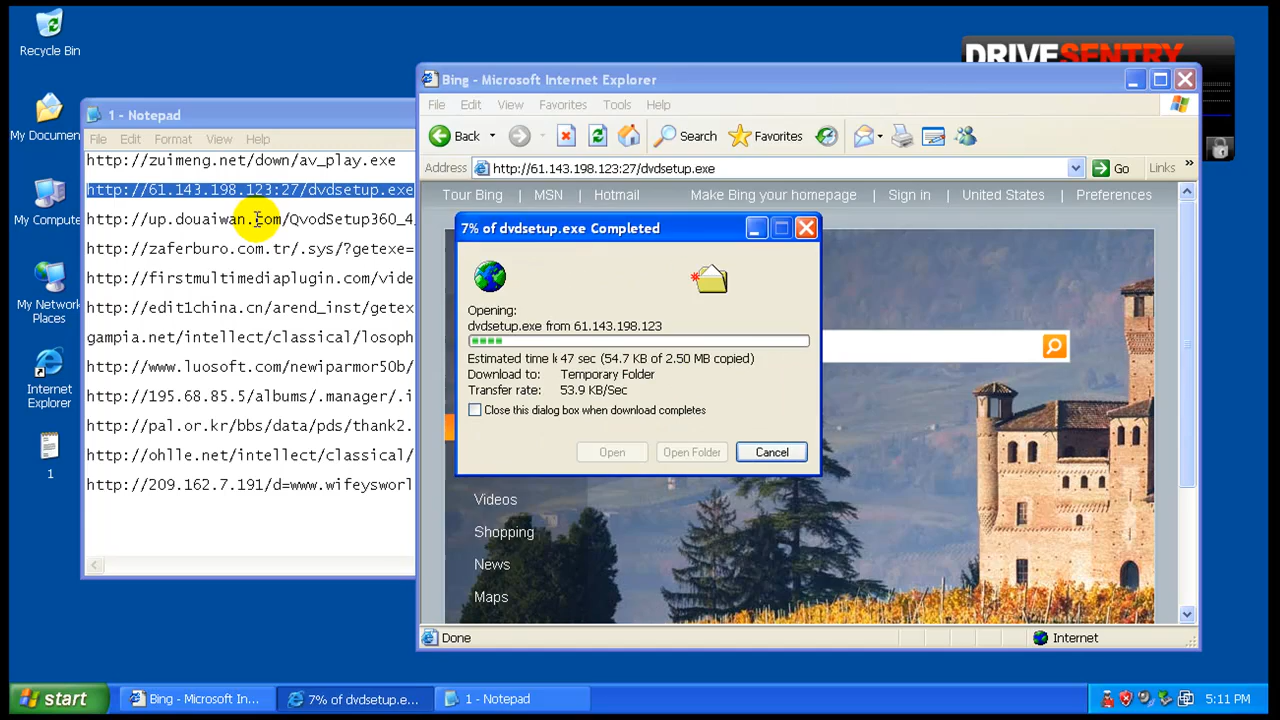 Recycle Bin
My Documen
My Compute
My Network
Places
Internet
Explorer
1
DRIVESENTRY
1 - Notepad
File Edit Format View Help
http://zuimeng.net/down/av_play.exe
http://61.143.198.123:27/dvdsetup.exe
http://up.douaiwan.com/QvodSetup360_4
http://zaferburo.com.tr/.sys/?getexe=
http://firstmultimediaplugin.com/vide
http://edit1china.cn/arend_inst/getex
gampia.net/intellect/classical/losoph
http://www.luosoft.com/newiparmor50b/
http://195.68.85.5/albums/.manager/.i
http://pal.or.kr/bbs/data/pds/thank2.
http://ohlle.net/intellect/classical/
http://209.162.7.191/d=www.wifeysworl
Bing - Microsoft Internet Explorer
File Edit View Favorites Tools Help
Back Search Favorites
Address http://61.143.198.123:27/dvdsetup.exe Go Links »
Tour Bing MSN Hotmail Make Bing your homepage Sign in United States Preferences
7% of dvdsetup.exe Completed
Opening:
dvdsetup.exe from 61.143.198.123
Estimated time l 47 sec (54.7 KB of 2.50 MB copied)
Download to: Temporary Folder
Transfer rate: 53.9 KB/Sec
Close this dialog box when download completes
Open Open Folder Cancel
Videos
Shopping
News
Maps
Done Internet
start Bing - Microsoft In... 7% of dvdsetup.e... 1 - Notepad 5:11 PM